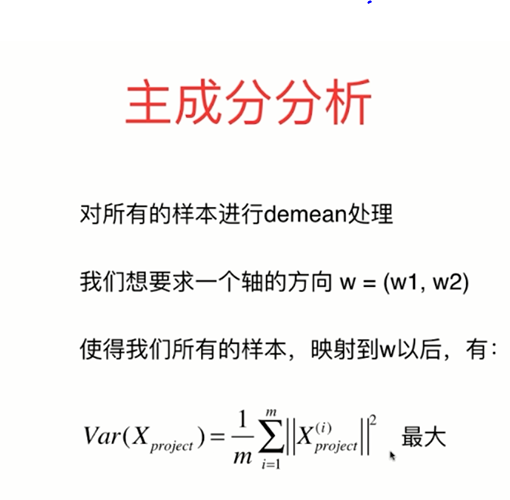 主成分分析
对所有的样本进行demean处理
我们想要求一个轴的方向 w = (w1, w2)
使得我们所有的样本，映射到w以后，有：
$Var(X_{project}) = \frac{1}{m}\sum_{i=1}^{m}||X_{project}^{(i)}||^2$ 最大